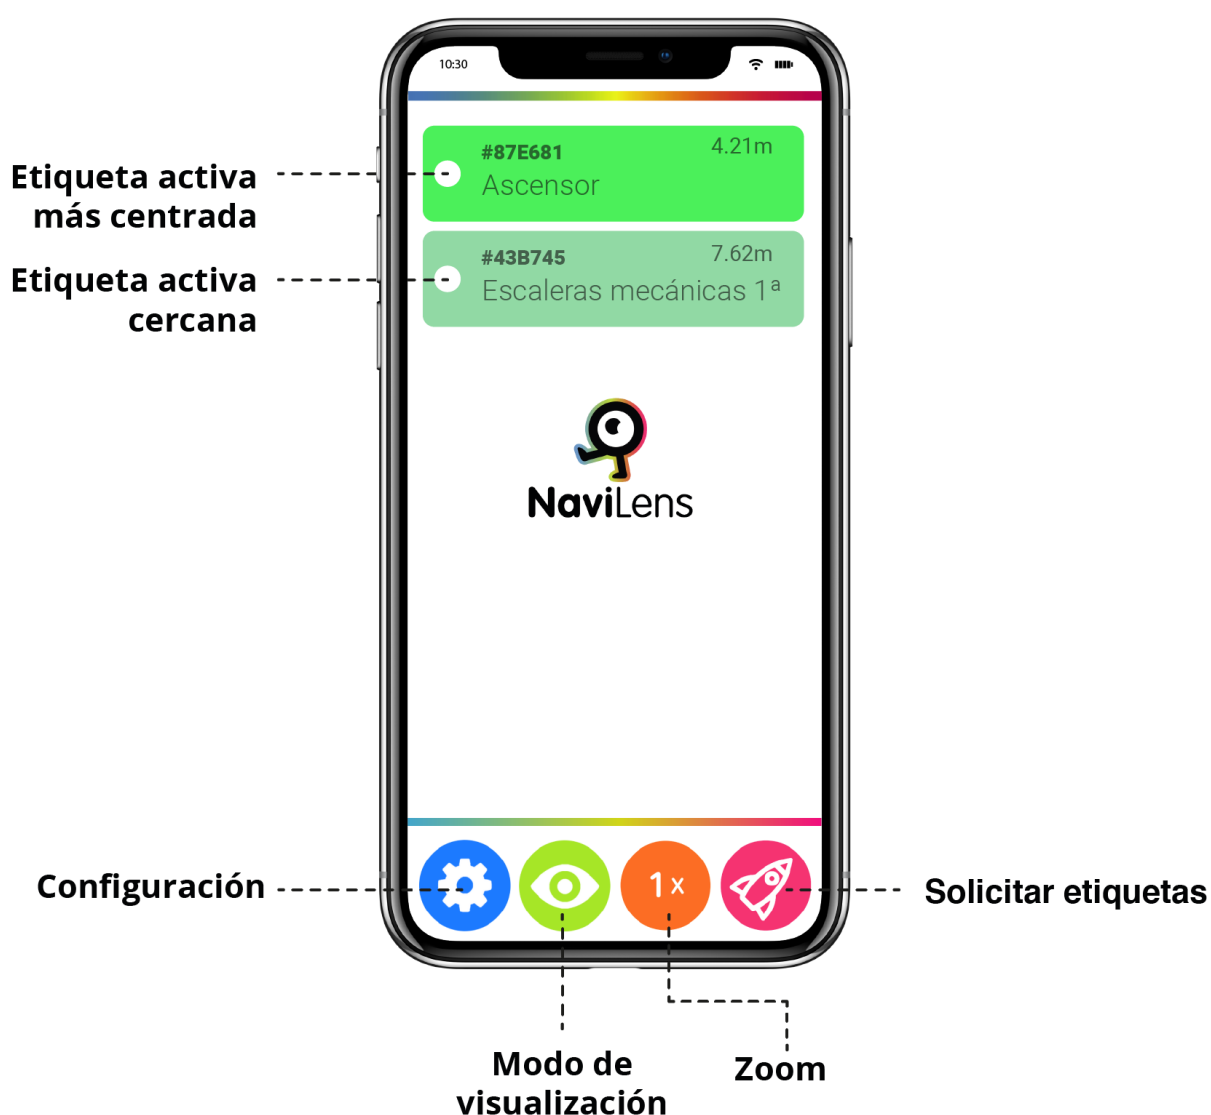 10:30
#87E681
4.21m
Ascensor
Etiqueta activa
más centrada
#43B745
7.62m
Escaleras mecánicas 1ª
Etiqueta activa
cercana
NaviLens
Configuración
1x
Solicitar etiquetas
Modo de
visualización
Zoom